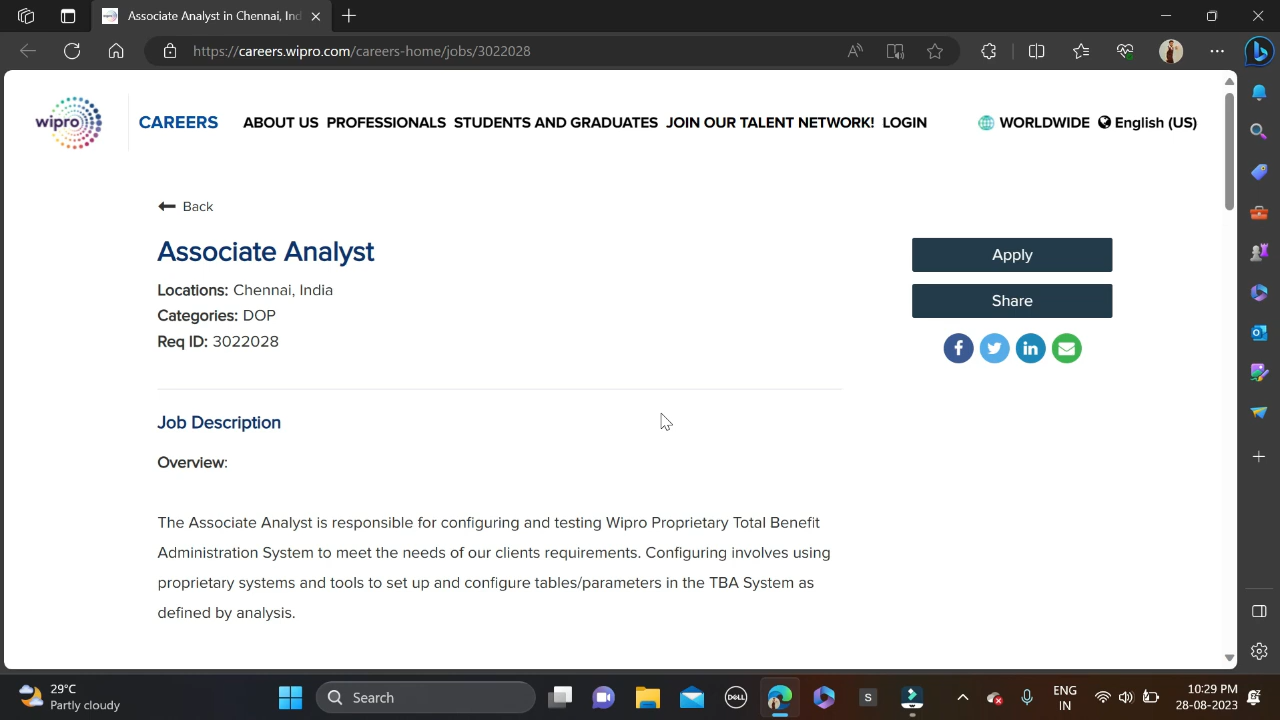 Associate Analyst in Chennai, Ind
https://careers.wipro.com/careers-home/jobs/3022028
wipro
CAREERS ABOUT US PROFESSIONALS STUDENTS AND GRADUATES JOIN OUR TALENT NETWORK! LOGIN WORLDWIDE English (US)
Back
Associate Analyst
Apply
Locations: Chennai, India
Share
Categories: DOP
Req ID: 3022028
Job Description
Overview:
The Associate Analyst is responsible for configuring and testing Wipro Proprietary Total Benefit
Administration System to meet the needs of our clients requirements. Configuring involves using
proprietary systems and tools to set up and configure tables/parameters in the TBA System as
defined by analysis.
29°C
Partly cloudy
Search
DELL
S
ENG
IN
10:29 PM
28-08-2023